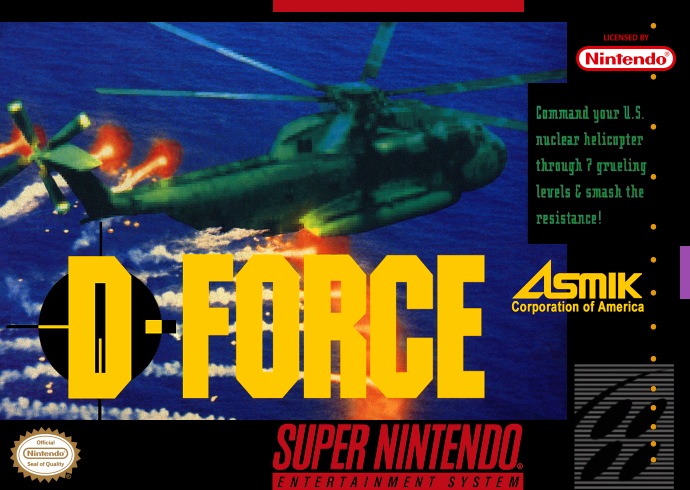 LICENSED BY
Nintendo®
Command your U.S.
nuclear helicopter
through 7 grueling
levels & smash the
resistance!
D-FORCE
ASMIK
Corporation of America
Official
Nintendo®
Seal of Quality
SUPER NINTENDO®
ENTERTAINMENT SYSTEM